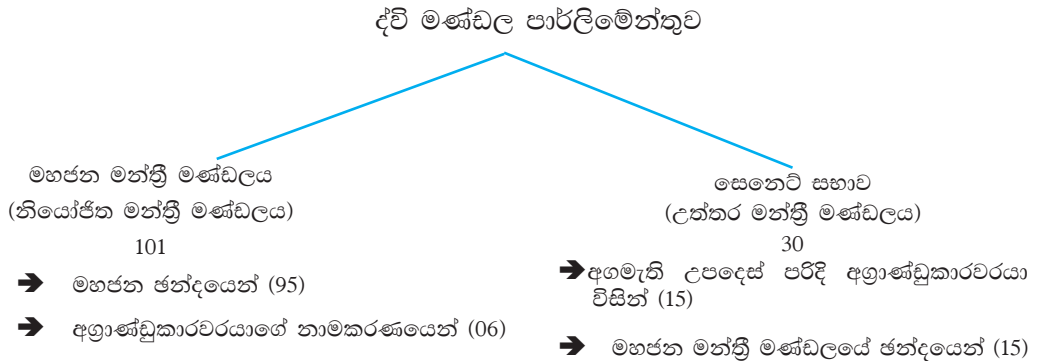 ද්වි මණ්ඩල පාර්ලිමේන්තුව
මහජන මන්ත්‍රී මණ්ඩලය
(නියෝජිත මන්ත්‍රී මණ්ඩලය)
101
➔ මහජන ඡන්දයෙන් (95)
➔ අග්‍රාණ්ඩුකාරවරයාගේ නාමකරණයෙන් (06)
සෙනෙට් සභාව
(උත්තර මන්ත්‍රී මණ්ඩලය)
30
➔ අගමැති උපදෙස් පරිදි අග්‍රාණ්ඩුකාරවරයා
විසින් (15)
➔ මහජන මන්ත්‍රී මණ්ඩලයේ ඡන්දයෙන් (15)